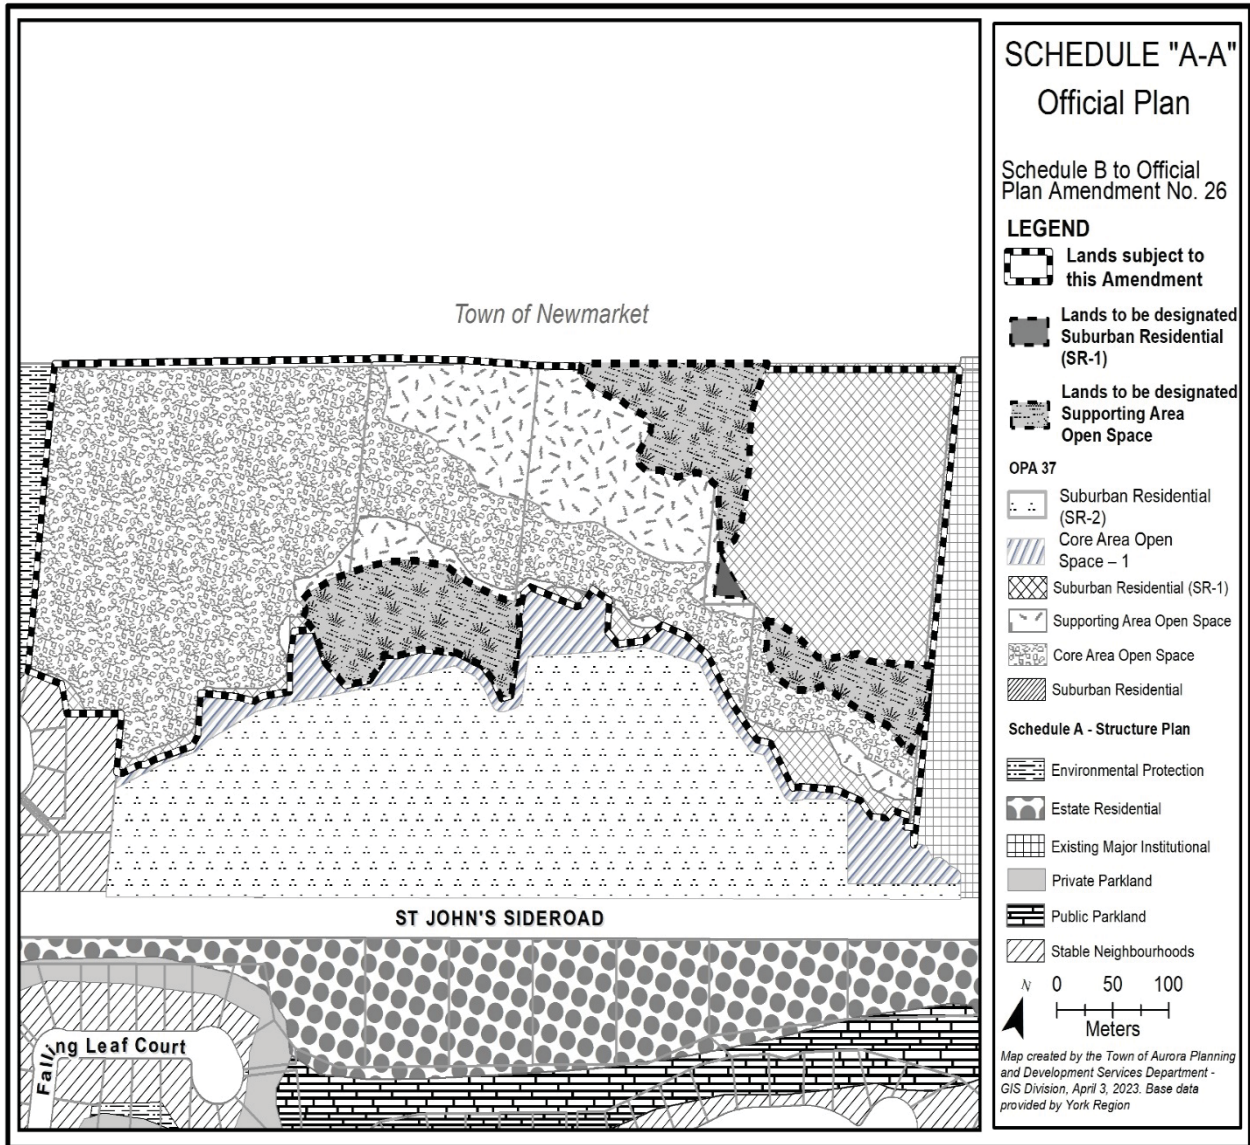 Town of Newmarket
ST JOHN'S SIDEROAD
Falling Leaf Court
SCHEDULE "A-A"
Official Plan
Schedule B to Official
Plan Amendment No. 26
LEGEND
Lands subject to
this Amendment
Lands to be designated
Suburban Residential
(SR-1)
Lands to be designated
Supporting Area
Open Space
OPA 37
Suburban Residential
(SR-2)
Core Area Open
Space – 1
Suburban Residential (SR-1)
Supporting Area Open Space
Core Area Open Space
Suburban Residential
Schedule A - Structure Plan
Environmental Protection
Estate Residential
Existing Major Institutional
Private Parkland
Public Parkland
Stable Neighbourhoods
N
0 50 100
Meters
Map created by the Town of Aurora Planning
and Development Services Department -
GIS Division, April 3, 2023. Base data
provided by York Region